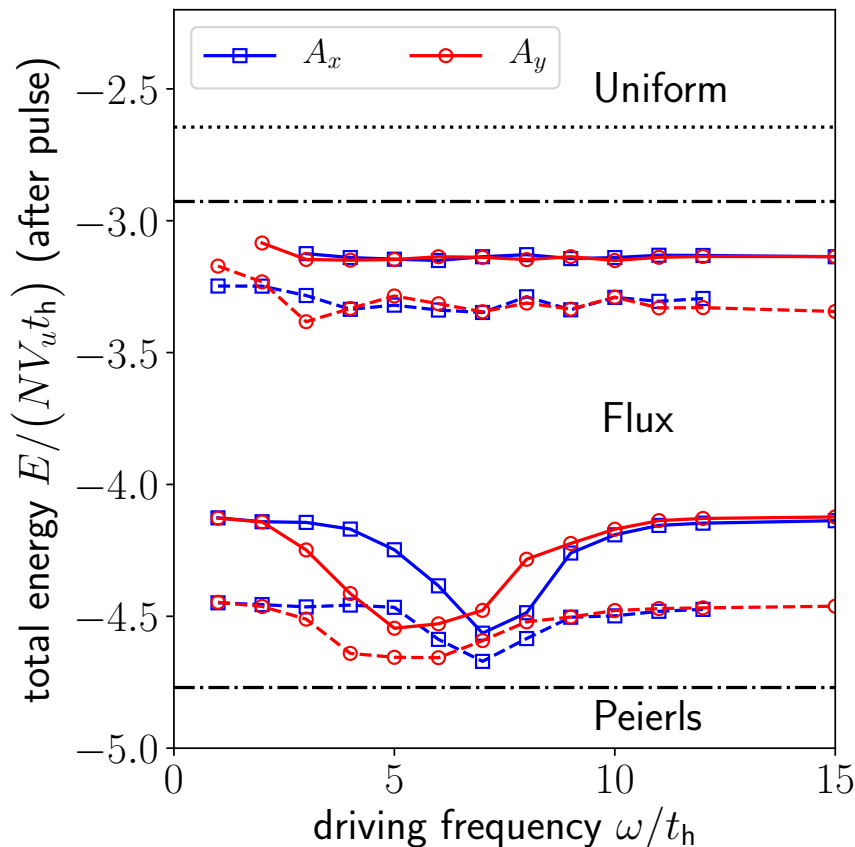 A_x A_y
Uniform
Flux
Peierls
−2.5
−3.0
−3.5
−4.0
−4.5
−5.0
0 5 10 15
total energy E/(NV_u t_h) (after pulse)
driving frequency ω/t_h